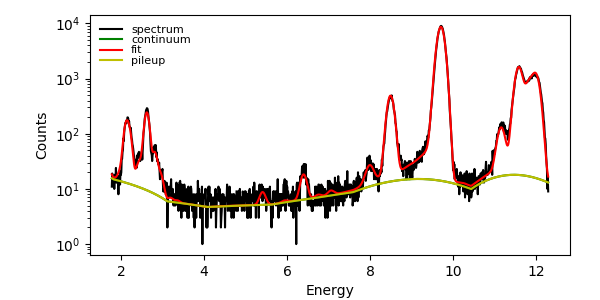 spectrum
continuum
fit
pileup
Counts
10⁴
10³
10²
10¹
10⁰
2 4 6 8 10 12
Energy